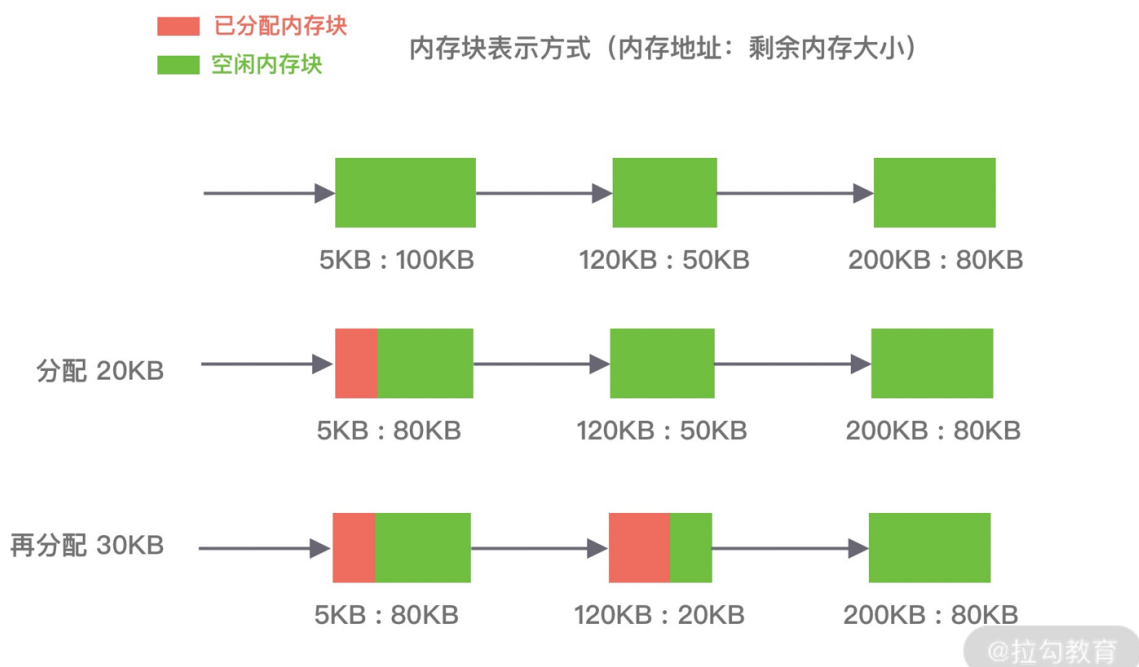 已分配内存块
空闲内存块
内存块表示方式（内存地址：剩余内存大小）
5KB : 100KB
120KB : 50KB
200KB : 80KB
分配 20KB
5KB : 80KB
120KB : 50KB
200KB : 80KB
再分配 30KB
5KB : 80KB
120KB : 20KB
200KB : 80KB
@拉勾教育